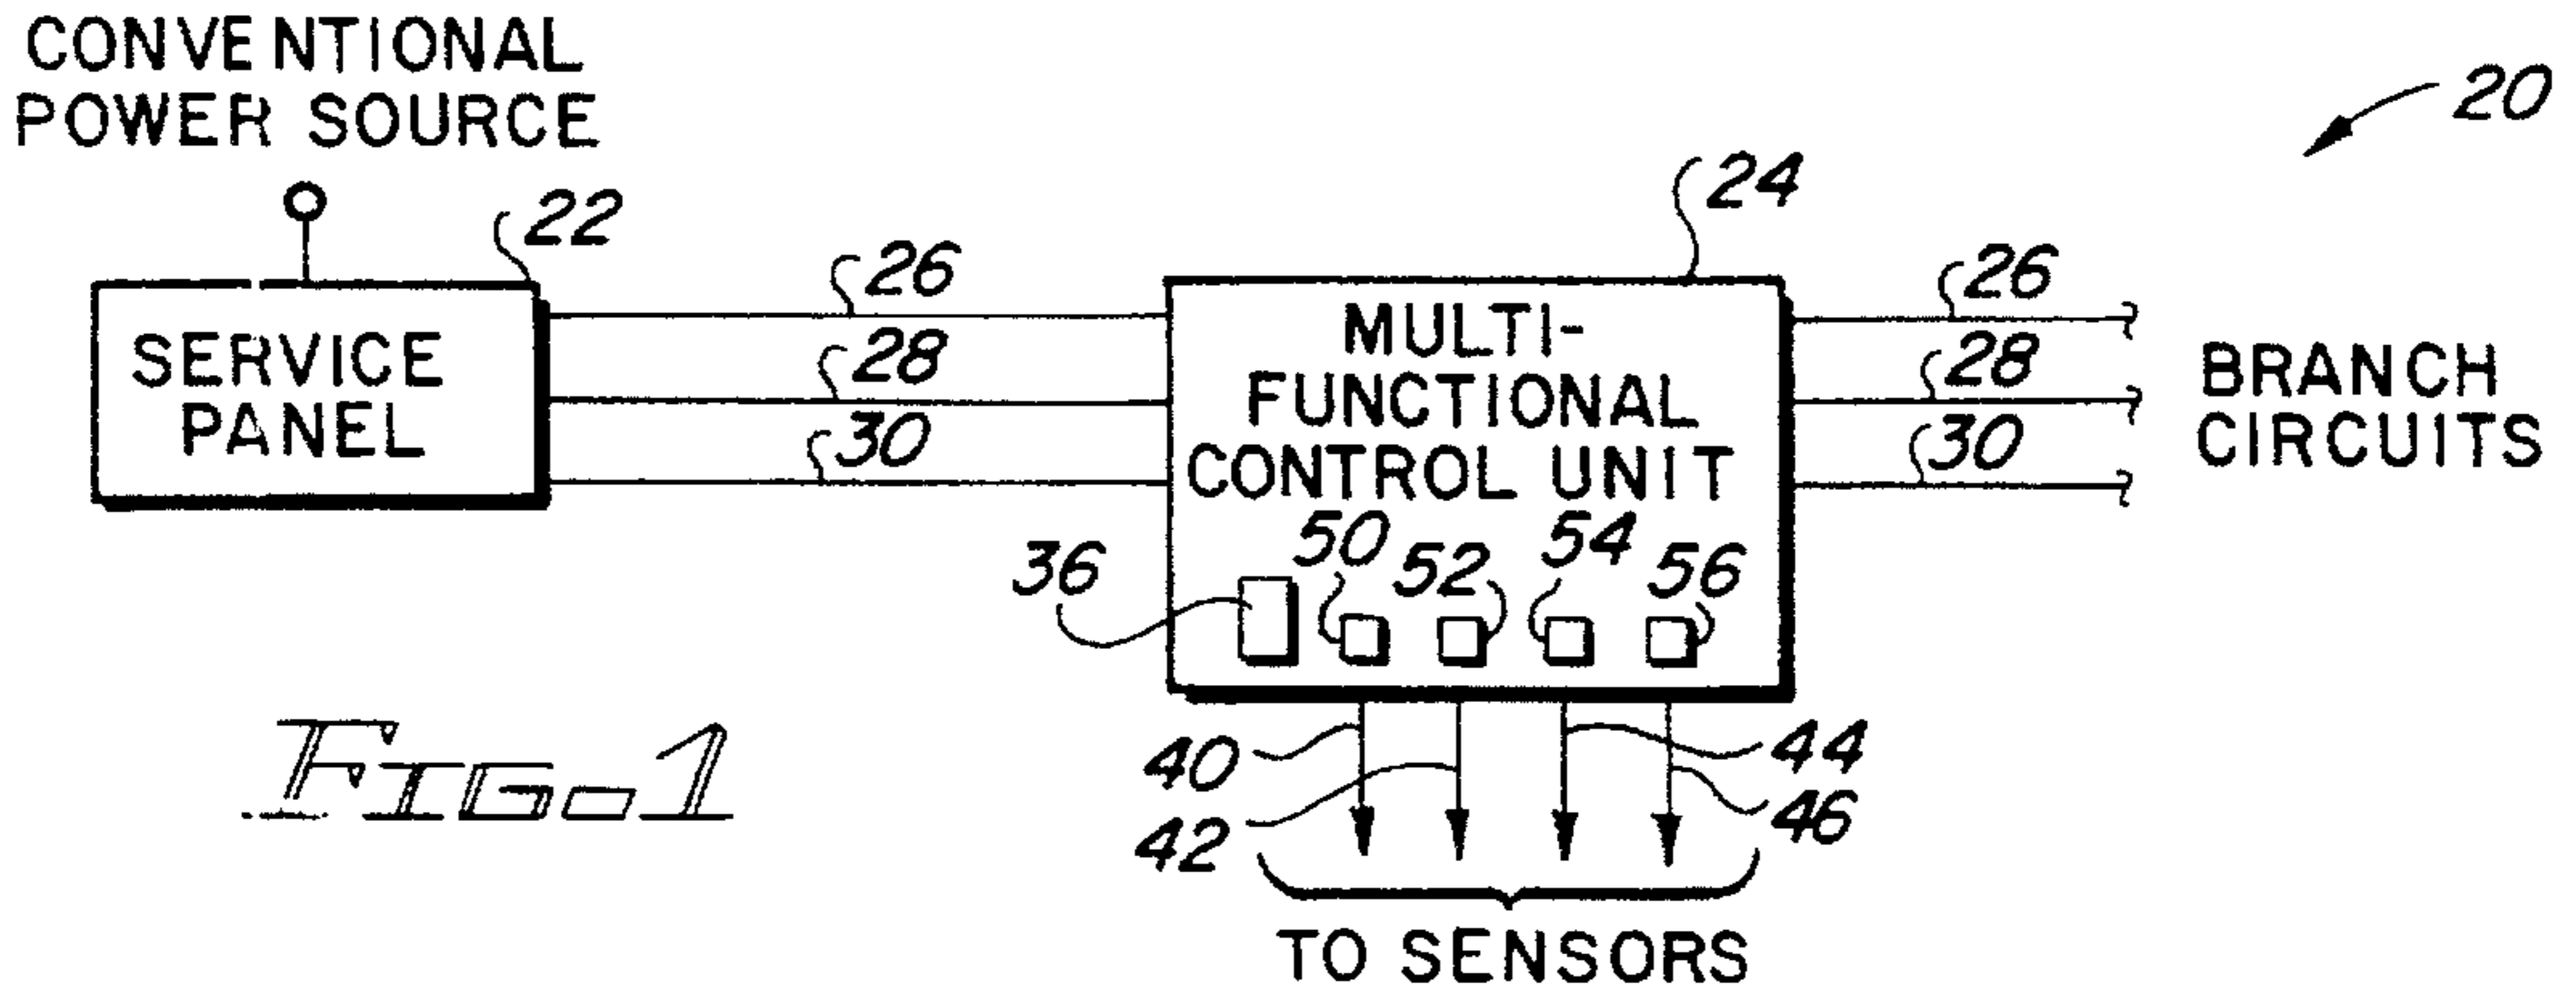 CONVENTIONAL
POWER SOURCE
20
22
24
26
28
30
SERVICE
PANEL
MULTI-
FUNCTIONAL
CONTROL UNIT
26
28
30
BRANCH
CIRCUITS
36
50
52
54
56
40
42
44
46
TO SENSORS
FIG-1